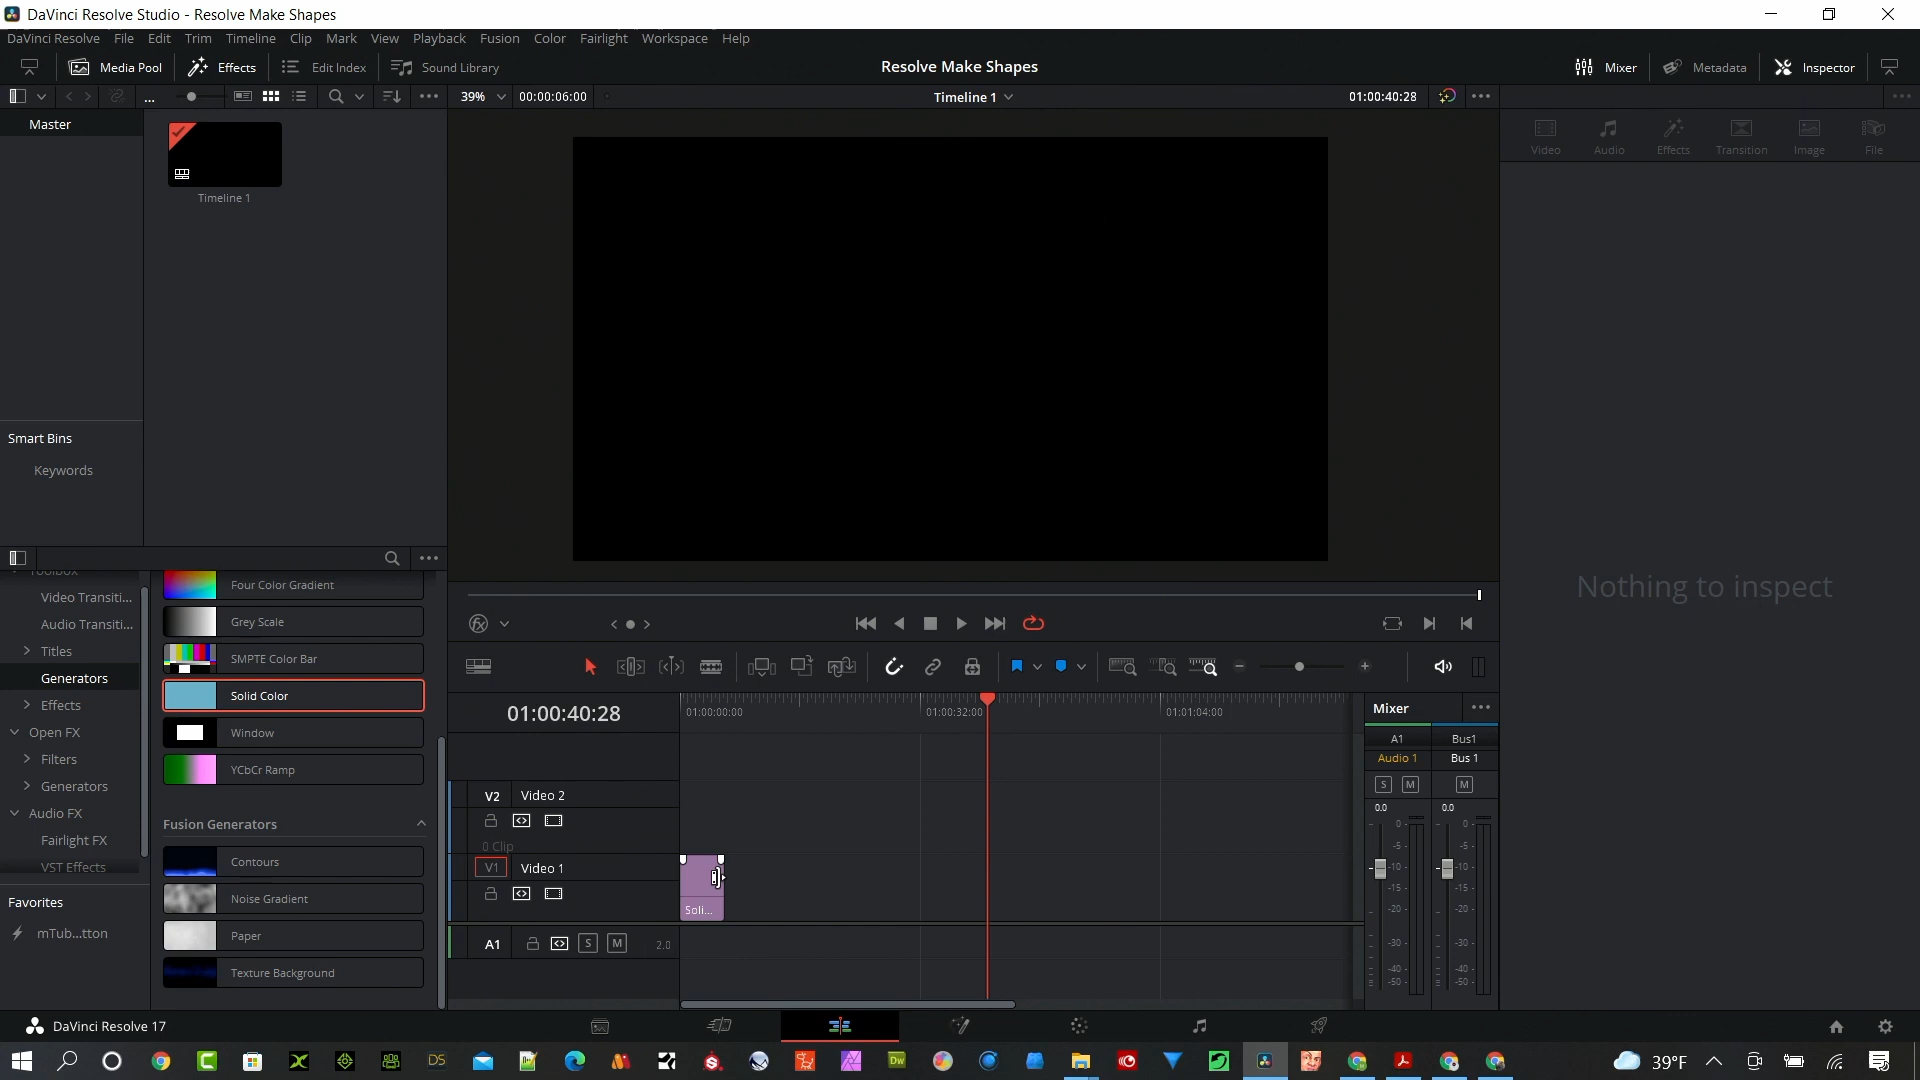 DaVinci Resolve Studio - Resolve Make Shapes
DaVinci Resolve File Edit Trim Timeline Clip Mark View Playback Fusion Color Fairlight Workspace Help
Media Pool Effects Edit Index Sound Library Resolve Make Shapes Mixer Metadata Inspector
... 39% 00:00:06:00 Timeline 1 01:00:40:28
Master
Video Audio Effects Transition Image File
Timeline 1
Smart Bins
Keywords
Nothing to inspect
Toolbox
Video Transiti...
Audio Transiti...
Titles
Generators
Effects
Open FX
Filters
Generators
Audio FX
Fairlight FX
VST Effects
Favorites
mTub...tton
Four Color Gradient
Grey Scale
SMPTE Color Bar
Solid Color
Window
YCbCr Ramp
Fusion Generators
Contours
Noise Gradient
Paper
Texture Background
01:00:40:28
01:00:00:00 01:00:32:00 01:01:04:00
V2 Video 2
0 Clip
V1 Video 1
Soli...
A1 S M 2.0
Mixer
A1 Bus1
Audio 1 Bus 1
S M M
0.0 0.0
0- 0-
-5- -5-
-10- -10-
-15- -15-
-20- -20-
-30- -30-
-40- -40-
-50- -50-
DaVinci Resolve 17
DS Dw 39°F